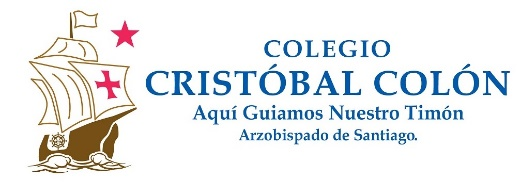 COLEGIO
CRISTÓBAL COLÓN
Aquí Guiamos Nuestro Timón
Arzobispado de Santiago.